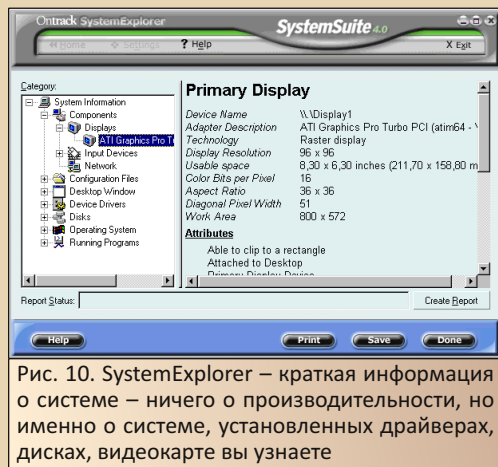 Ontrack SystemExplorer
SystemSuite 4.0
Home Settings ? Help X Exit
Category:
System Information
Components
Displays
ATI Graphics Pro T
Input Devices
Network
Configuration Files
Desktop Window
Device Drivers
Disks
Operating System
Running Programs
Primary Display
Device Name \\.\Display1
Adapter Description ATI Graphics Pro Turbo PCI (atim64 -
Technology Raster display
Display Resolution 96 x 96
Usable space 8,30 x 6,30 inches (211,70 x 158,80 m
Color Bits per Pixel 16
Aspect Ratio 36 x 36
Diagonal Pixel Width 51
Work Area 800 x 572
Attributes
Able to clip to a rectangle
Attached to Desktop
Primary Display Device
Report Status: Create Report
Help Print Save Done
Рис. 10. SystemExplorer – краткая информация
о системе – ничего о производительности, но
именно о системе, установленных драйверах,
дисках, видеокарте вы узнаете